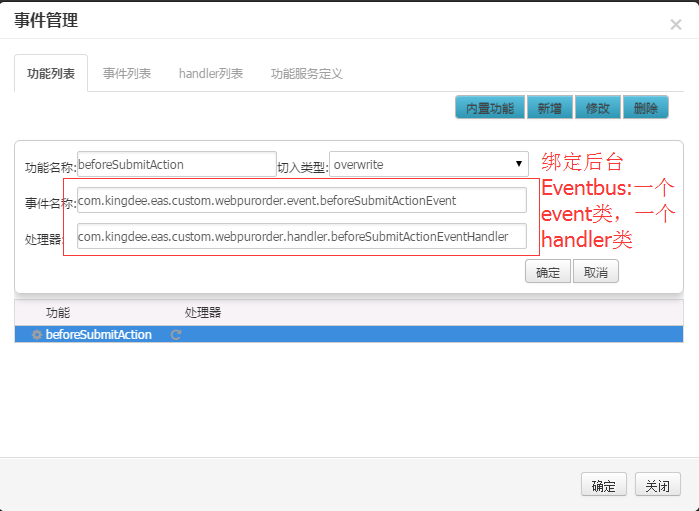 事件管理
×
功能列表 事件列表 handler列表 功能服务定义
内置功能 新增 修改 删除
功能名称: beforeSubmitAction 切入类型: overwrite
事件名称: com.kingdee.eas.custom.webpurorder.event.beforeSubmitActionEvent
处理器: com.kingdee.eas.custom.webpurorder.handler.beforeSubmitActionEventHandler
绑定后台
Eventbus:一个
event类，一个
handler类
确定 取消
功能 处理器
beforeSubmitAction
确定 关闭